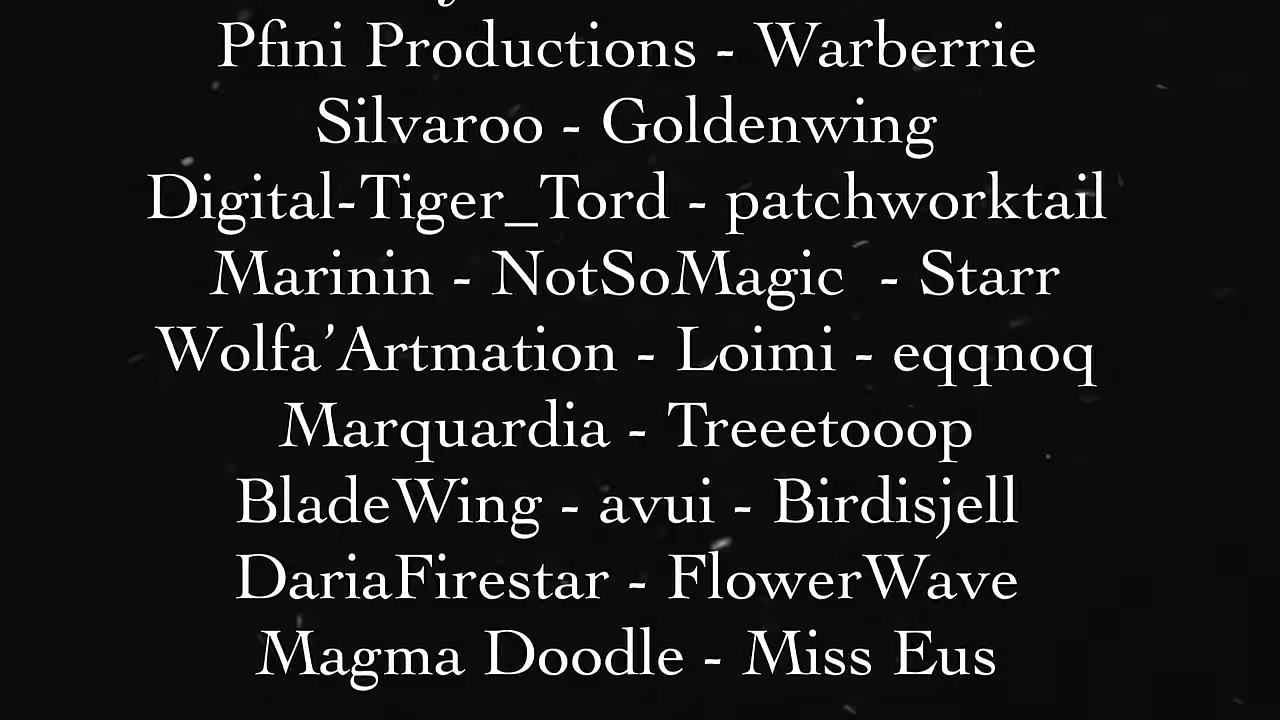 Pfini Productions - Warberrie
Silvaroo - Goldenwing
Digital-Tiger_Tord - patchworktail
Marinin - NotSoMagic - Starr
Wolfa'Artmation - Loimi - eqqnoq
Marquardia - Treeetooop
BladeWing - avui - Birdisjell
DariaFirestar - FlowerWave
Magma Doodle - Miss Eus